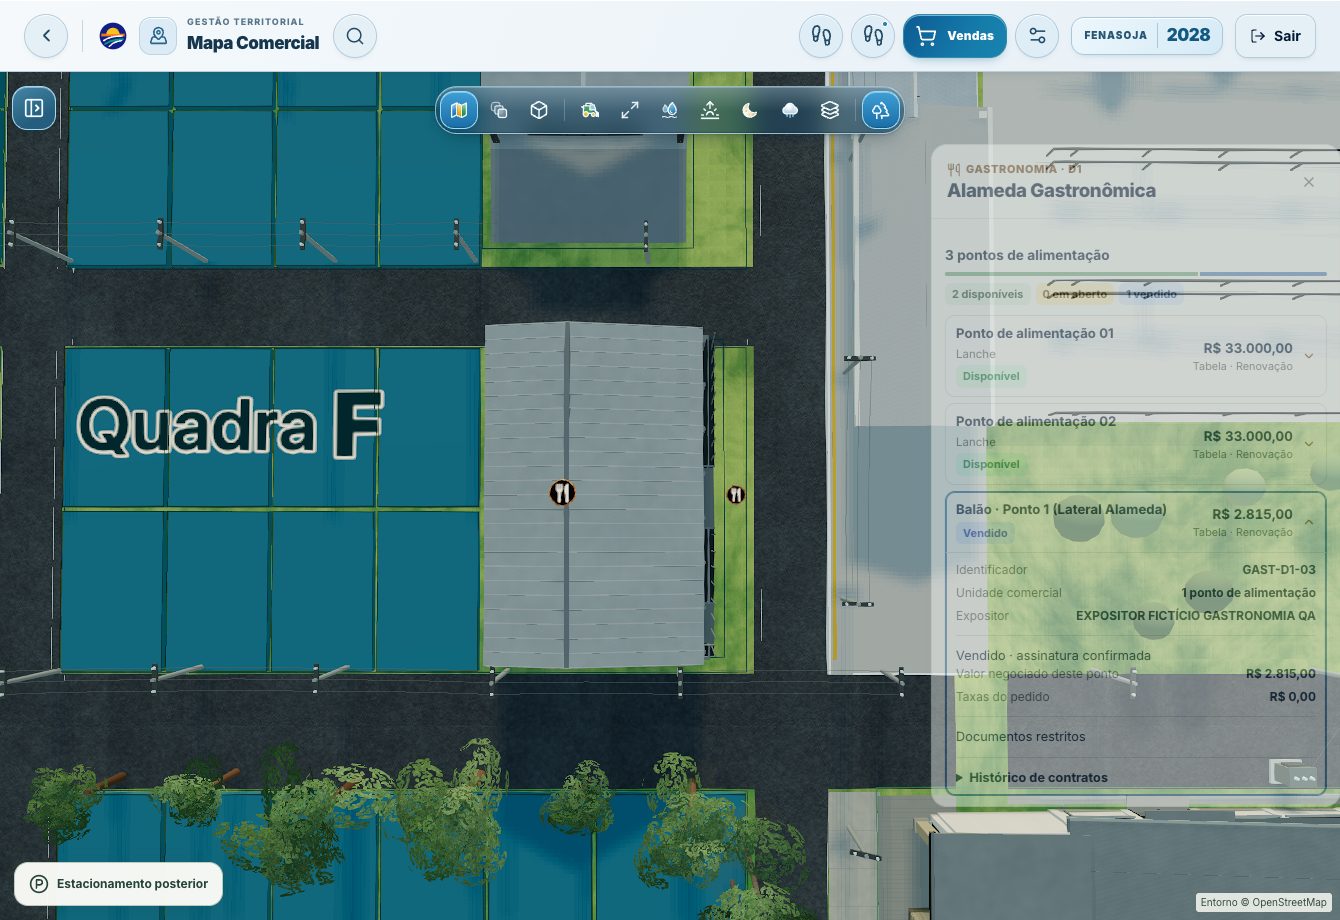 GESTÃO TERRITORIAL
Mapa Comercial
Vendas
FENASOJA 2028
Sair
GASTRONOMIA · D1
Alameda Gastronômica
3 pontos de alimentação
2 disponíveis
0 em aberto
1 vendido
Ponto de alimentação 01
Lanche
Disponível
R$ 33.000,00
Tabela · Renovação
Ponto de alimentação 02
Lanche
Disponível
R$ 33.000,00
Tabela · Renovação
Balão · Ponto 1 (Lateral Alameda)
Vendido
R$ 2.815,00
Tabela · Renovação
Identificador GAST-D1-03
Unidade comercial 1 ponto de alimentação
Expositor EXPOSITOR FICTÍCIO GASTRONOMIA QA
Vendido · assinatura confirmada
Valor negociado deste ponto R$ 2.815,00
Taxas do pedido R$ 0,00
Documentos restritos
Histórico de contratos
Quadra F
Estacionamento posterior
Entorno © OpenStreetMap